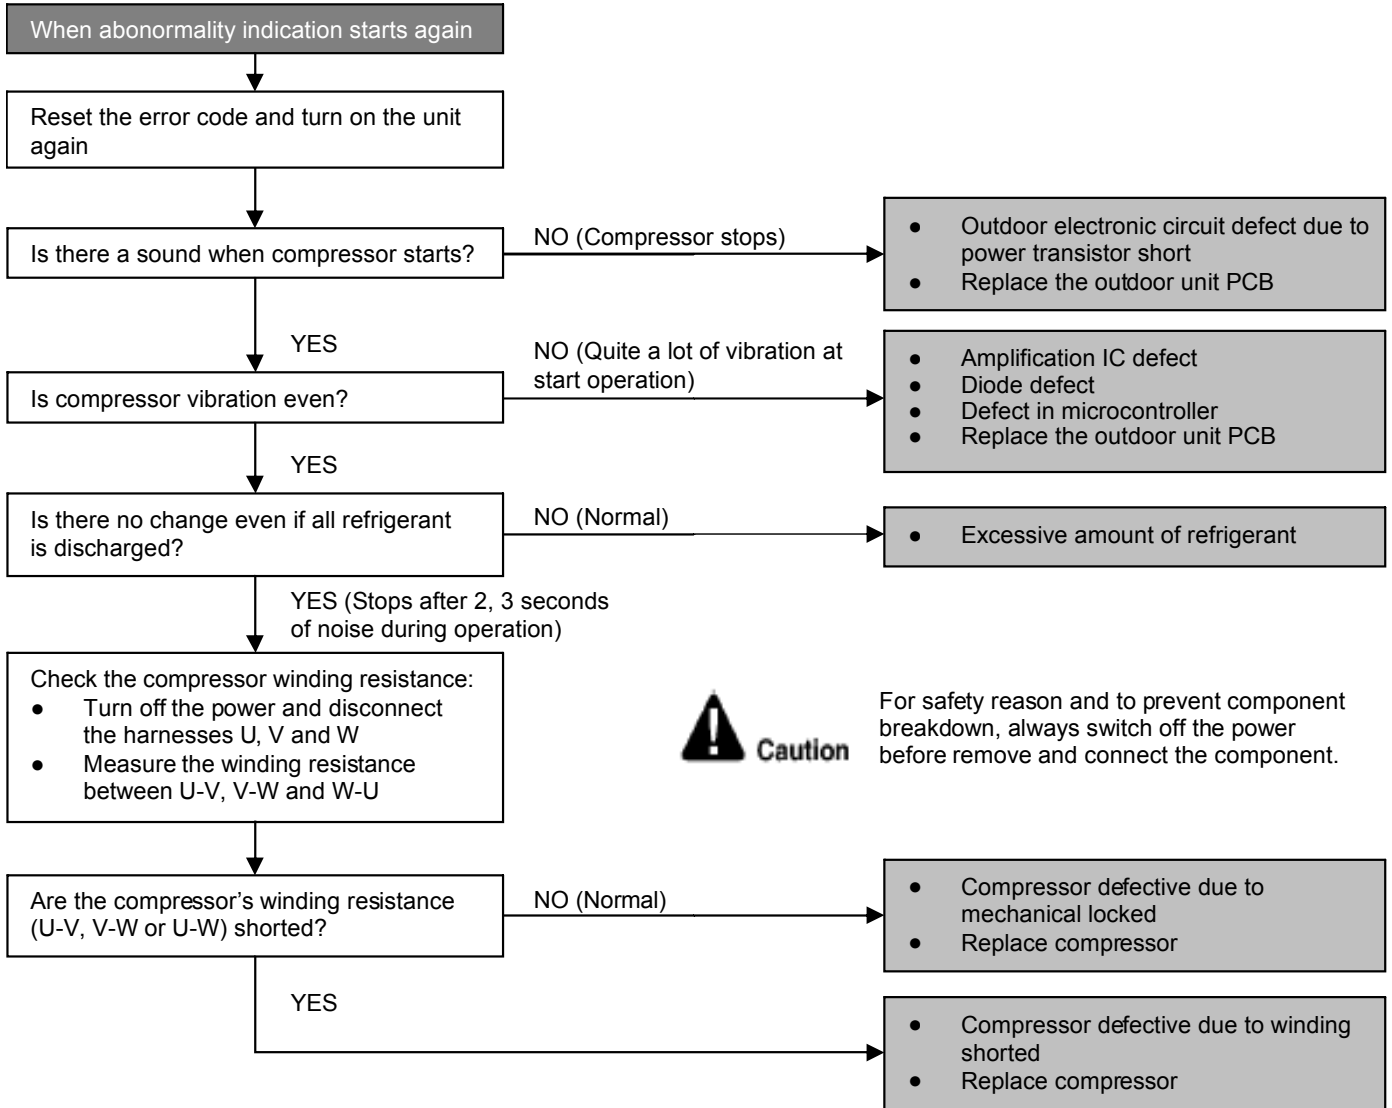 When abonormality indication starts again
Reset the error code and turn on the unit
again
Is there a sound when compressor starts?
NO (Compressor stops)
● Outdoor electronic circuit defect due to
power transistor short
● Replace the outdoor unit PCB
YES
NO (Quite a lot of vibration at
start operation)
Is compressor vibration even?
● Amplification IC defect
● Diode defect
● Defect in microcontroller
● Replace the outdoor unit PCB
YES
Is there no change even if all refrigerant
is discharged?
NO (Normal)
● Excessive amount of refrigerant
YES (Stops after 2, 3 seconds
of noise during operation)
Check the compressor winding resistance:
● Turn off the power and disconnect
the harnesses U, V and W
● Measure the winding resistance
between U-V, V-W and W-U
! Caution
For safety reason and to prevent component
breakdown, always switch off the power
before remove and connect the component.
Are the compressor’s winding resistance
(U-V, V-W or U-W) shorted?
NO (Normal)
● Compressor defective due to
mechanical locked
● Replace compressor
YES
● Compressor defective due to winding
shorted
● Replace compressor